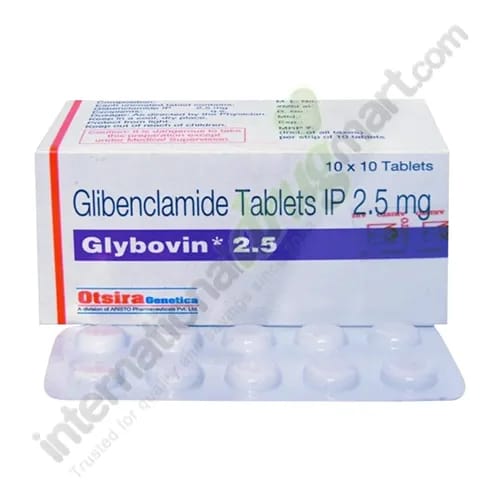 Composition:
Each uncoated tablet contains:
Glibenclamide IP 2.5 mg
Excipients q.s.
Dosage: As directed by the Physician.
Keep in a cool, dry place.
Protect from light.
Keep out of reach of children.
Caution: It is dangerous to take
this preparation except
under Medical Supervision.
M. L. No.
B. No.
Mfd.
Exp.
MRP ₹
(Incl. of all taxes)
per strip of 10 tablets
10 x 10 Tablets
Glibenclamide Tablets IP 2.5 mg
Glybovin* 2.5
Otsira Genetica
A division of ARISTO Pharmaceuticals Pvt. Ltd.
internationaldrugmart.com
Trusted for quality and savings since